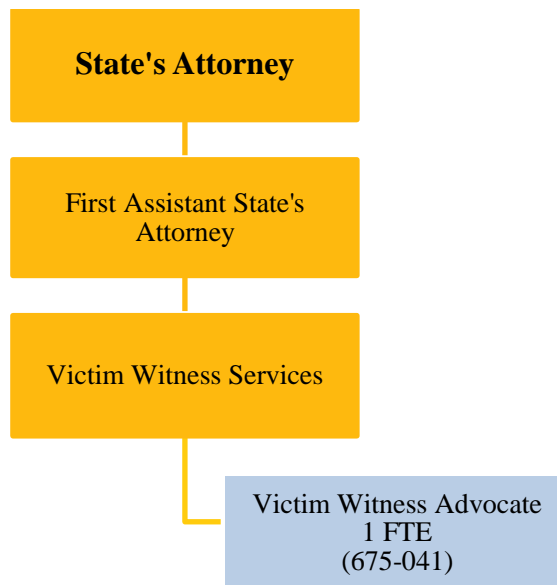 State's Attorney
First Assistant State's
Attorney
Victim Witness Services
Victim Witness Advocate
1 FTE
(675-041)